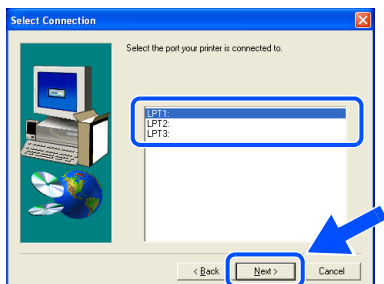 Select Connection
Select the port your printer is connected to.
LPT1:
LPT2:
LPT3:
< Back
Next >
Cancel